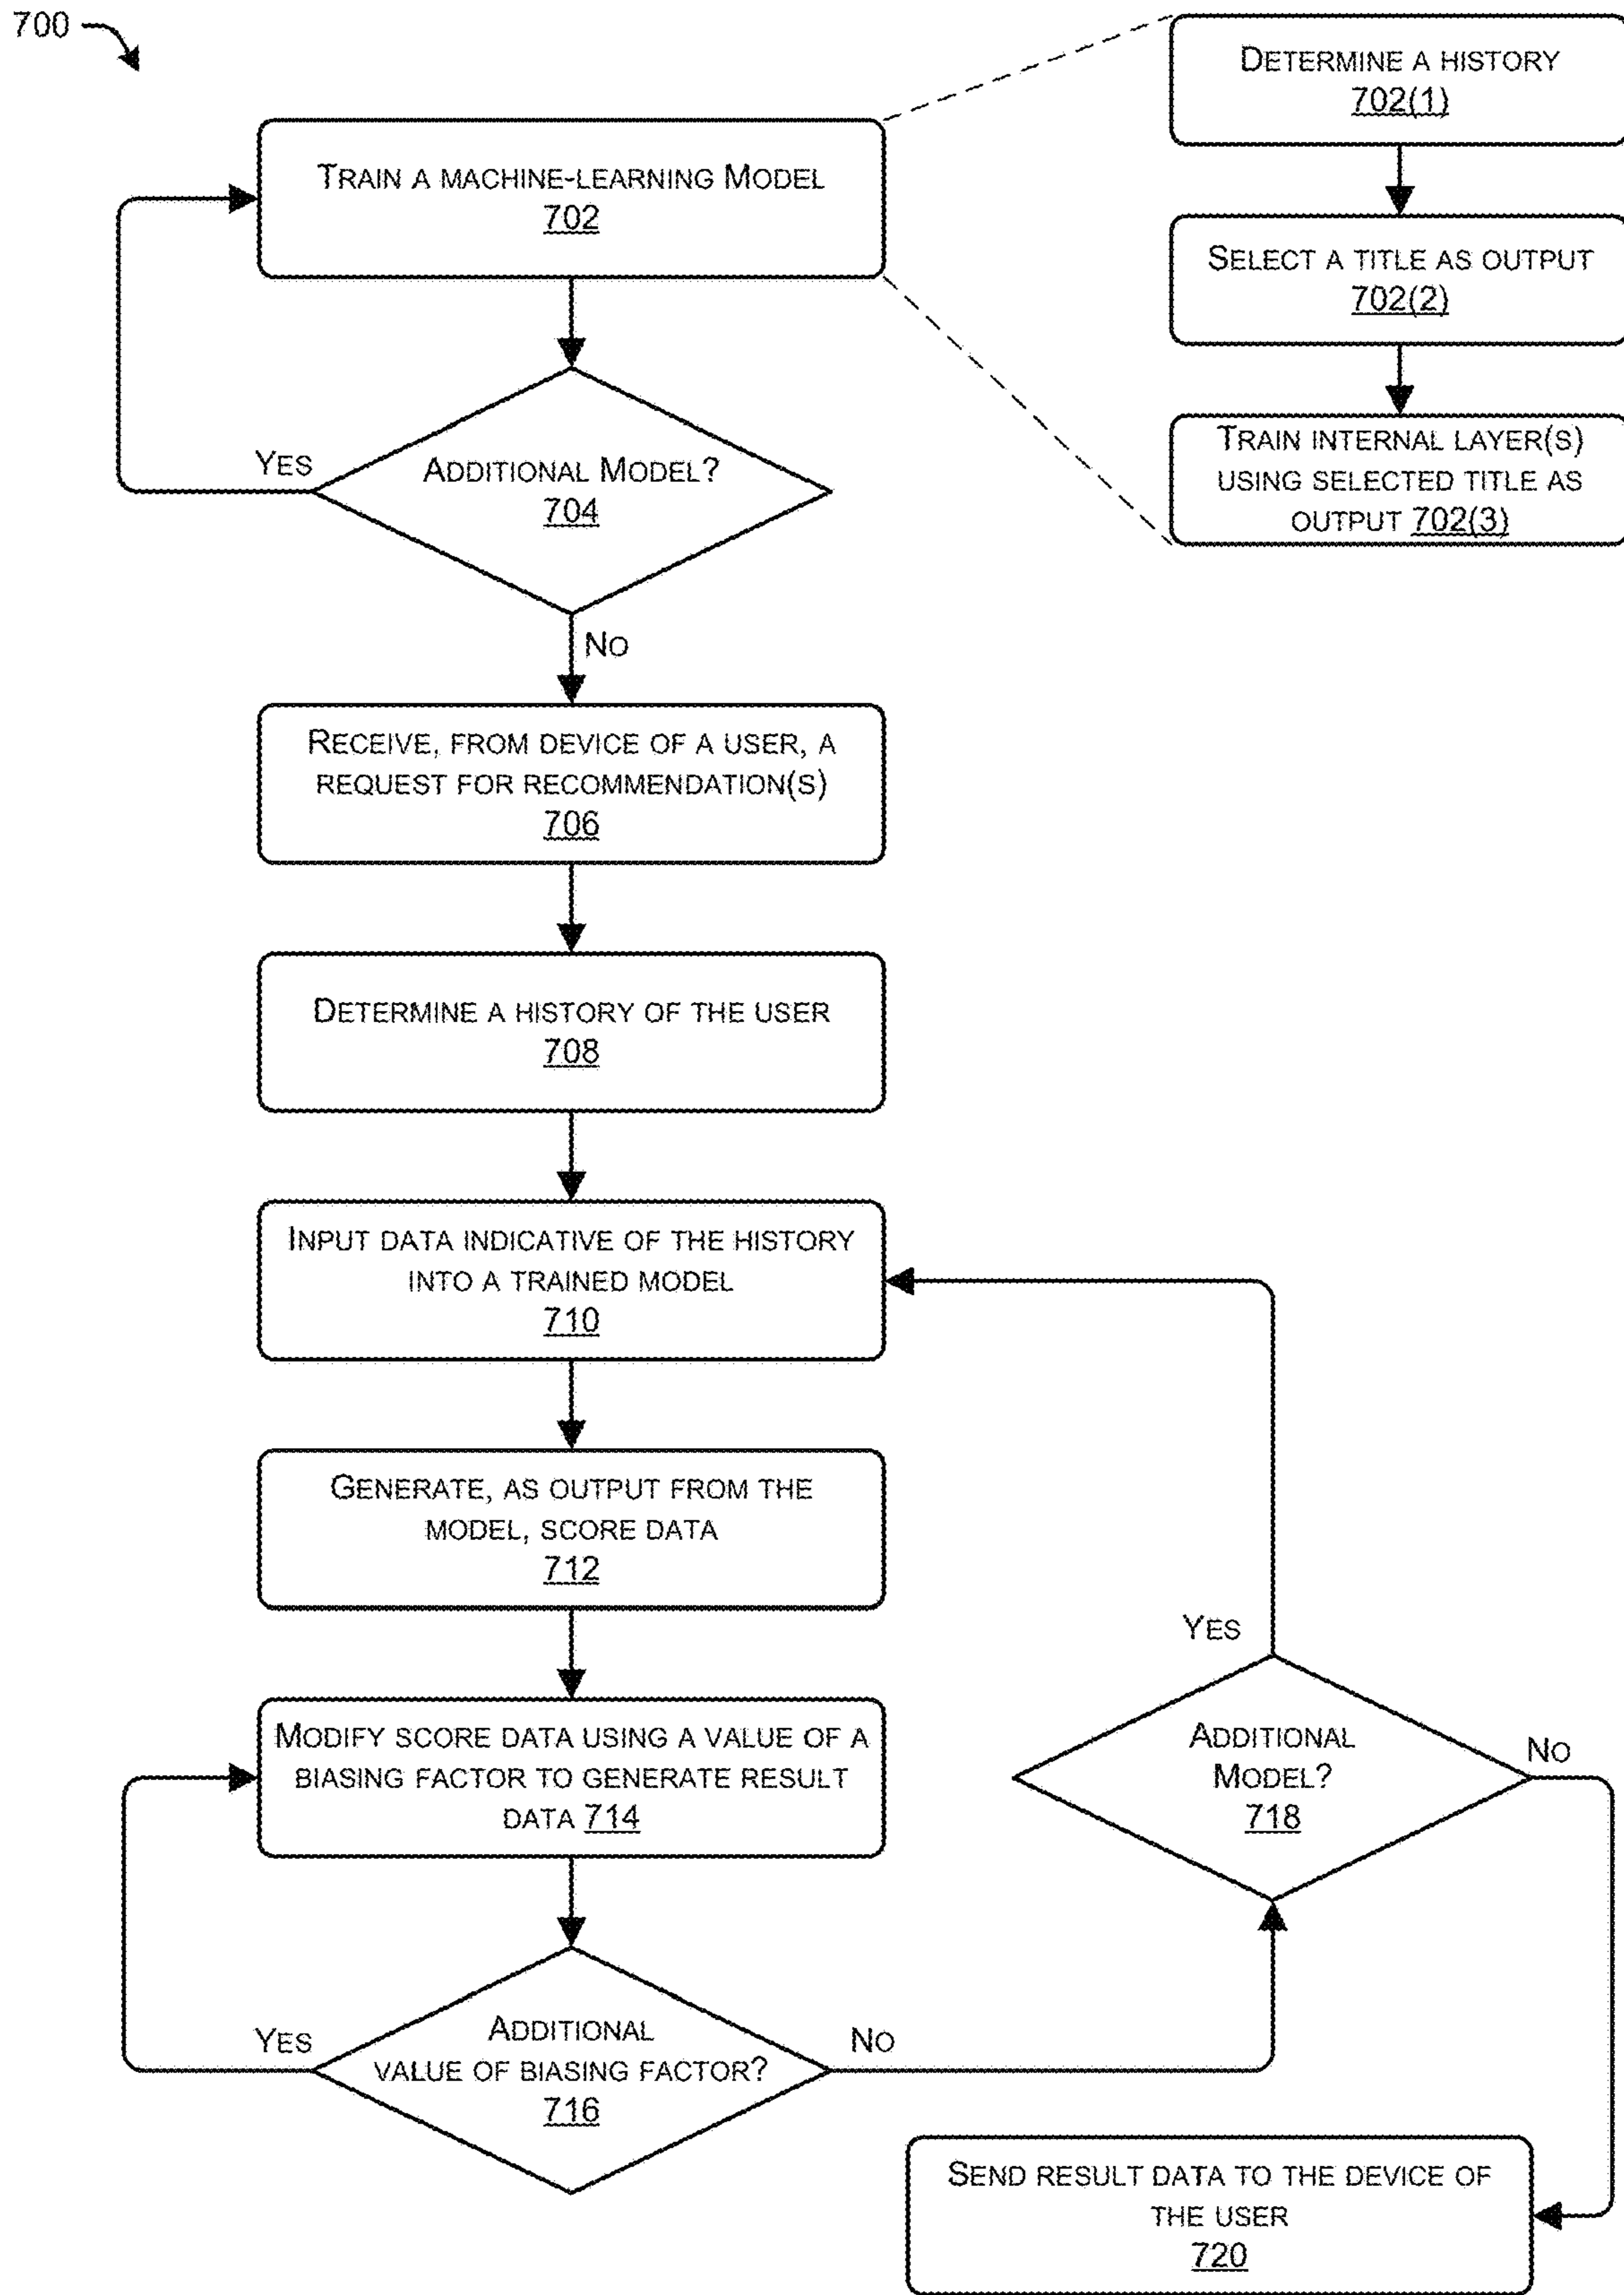 700
TRAIN A MACHINE-LEARNING MODEL
702
DETERMINE A HISTORY
702(1)
SELECT A TITLE AS OUTPUT
702(2)
TRAIN INTERNAL LAYER(S)
USING SELECTED TITLE AS
OUTPUT 702(3)
YES
ADDITIONAL MODEL?
704
NO
RECEIVE, FROM DEVICE OF A USER, A
REQUEST FOR RECOMMENDATION(S)
706
DETERMINE A HISTORY OF THE USER
708
INPUT DATA INDICATIVE OF THE HISTORY
INTO A TRAINED MODEL
710
GENERATE, AS OUTPUT FROM THE
MODEL, SCORE DATA
712
MODIFY SCORE DATA USING A VALUE OF A
BIASING FACTOR TO GENERATE RESULT
DATA 714
YES
ADDITIONAL
VALUE OF BIASING FACTOR?
716
NO
YES
ADDITIONAL
MODEL?
718
NO
SEND RESULT DATA TO THE DEVICE OF
THE USER
720